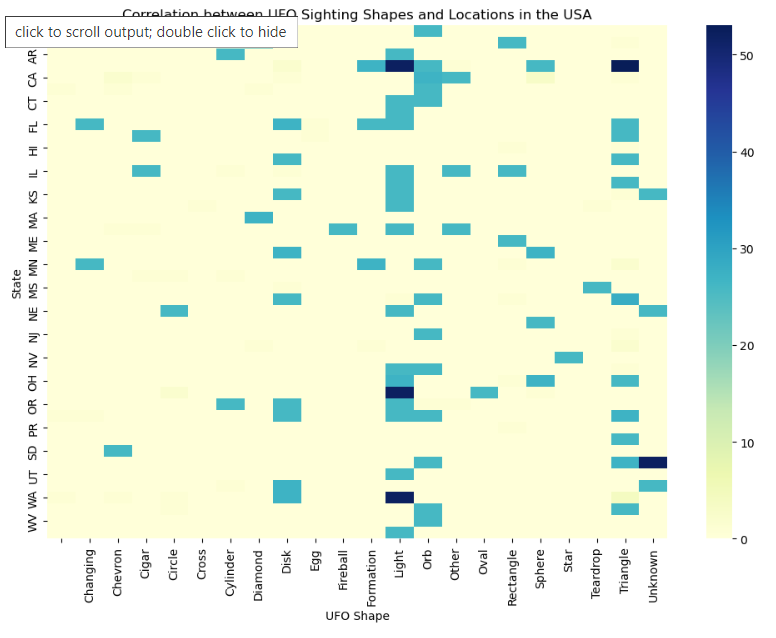 Correlation between UFO Sighting Shapes and Locations in the USA
click to scroll output; double click to hide
State
AR
CA
CT
FL
HI
IL
KS
MA
ME
MN
MS
NE
NJ
NV
OH
OR
PR
SD
UT
WA
WV
50
40
30
20
10
0
Changing
Chevron
Cigar
Circle
Cross
Cylinder
Diamond
Disk
Egg
Fireball
Formation
Light
Orb
Other
Oval
Rectangle
Sphere
Star
Teardrop
Triangle
Unknown
UFO Shape